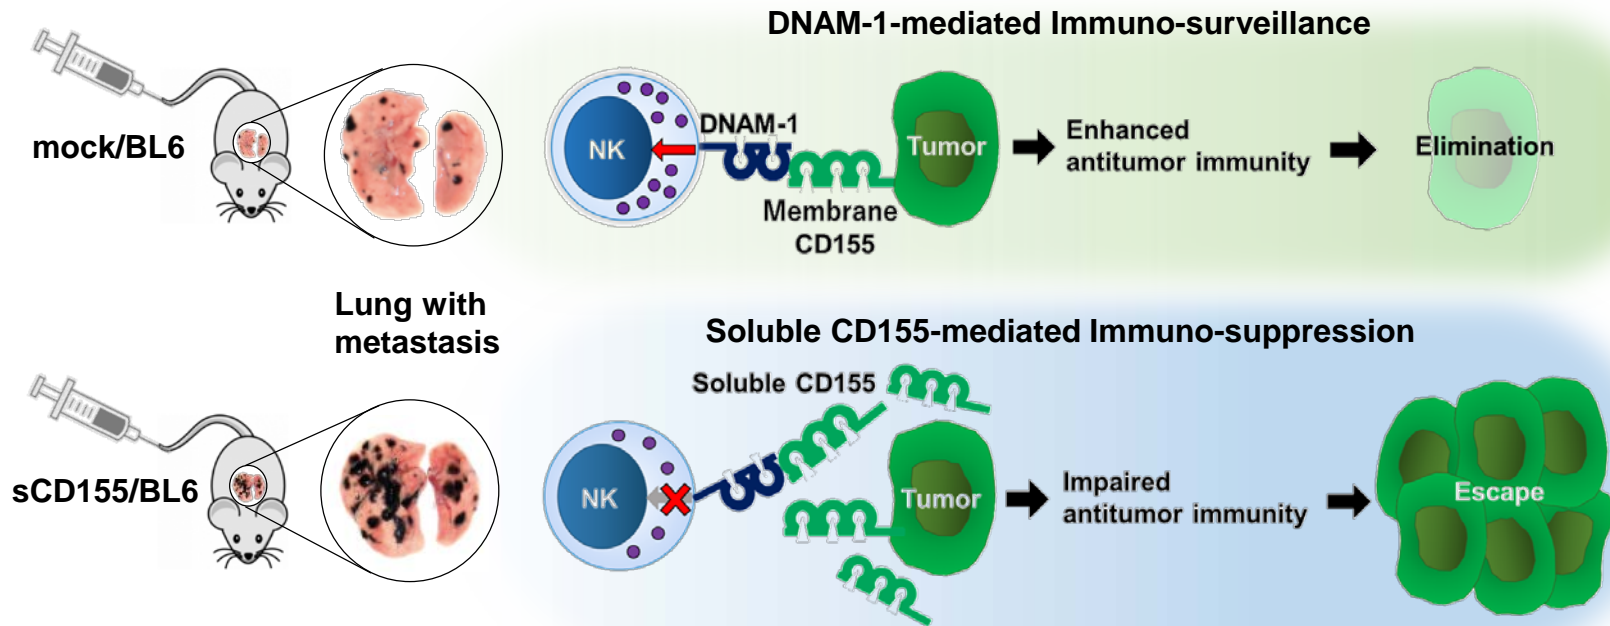 DNAM-1-mediated Immuno-surveillance
mock/BL6
NK
DNAM-1
Membrane
CD155
Tumor
Enhanced
antitumor immunity
Elimination
Lung with
metastasis
Soluble CD155-mediated Immuno-suppression
sCD155/BL6
Soluble CD155
NK
Tumor
Impaired
antitumor immunity
Escape